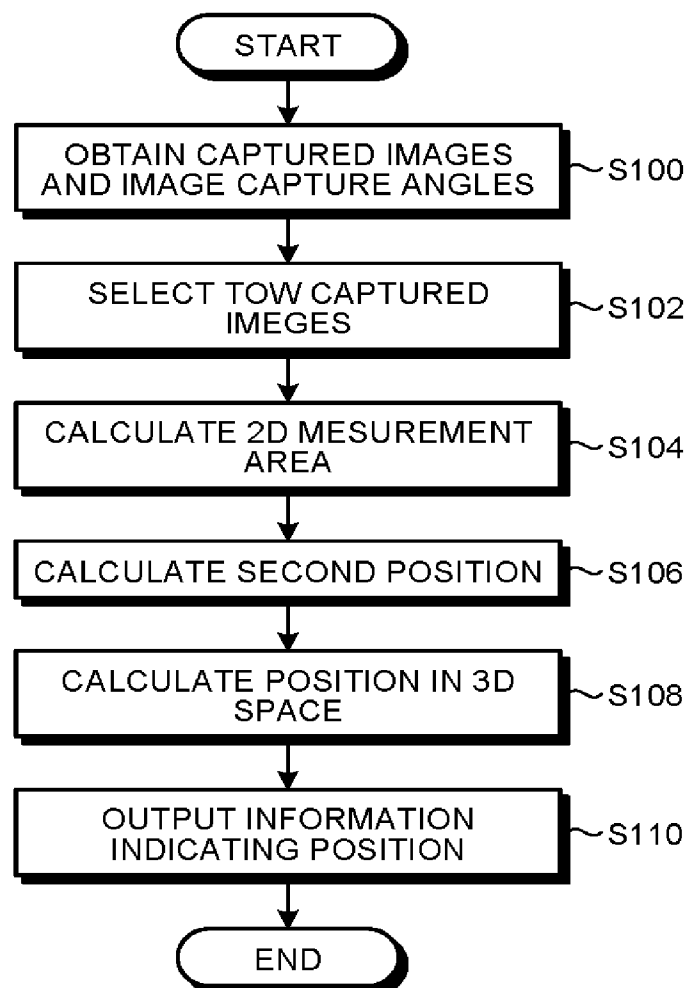 START
OBTAIN CAPTURED IMAGES
AND IMAGE CAPTURE ANGLES
S100
SELECT TOW CAPTURED
IMEGES
S102
CALCULATE 2D MESUREMENT
AREA
S104
CALCULATE SECOND POSITION
S106
CALCULATE POSITION IN 3D
SPACE
S108
OUTPUT INFORMATION
INDICATING POSITION
S110
END